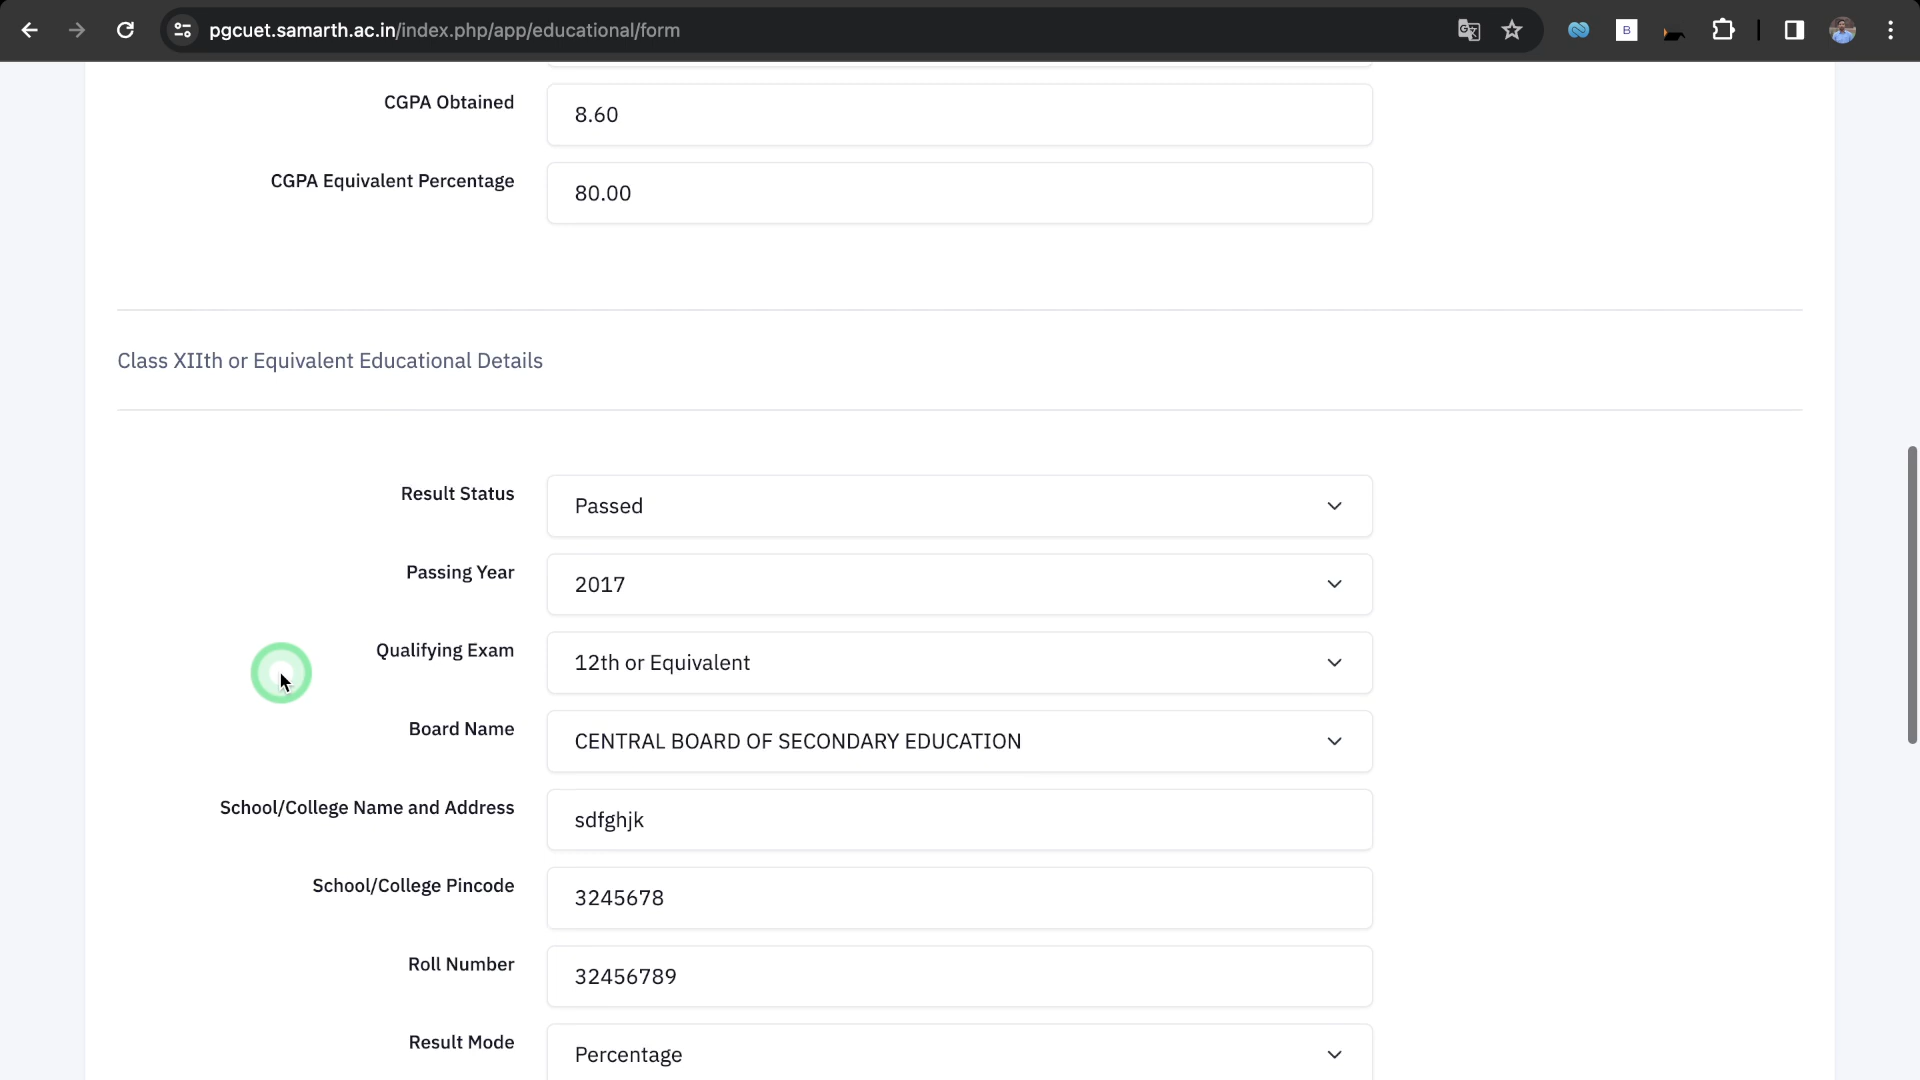 pgcuet.samarth.ac.in/index.php/app/educational/form
B
CGPA Obtained
8.60
CGPA Equivalent Percentage
80.00
Class XIIth or Equivalent Educational Details
Result Status
Passed
Passing Year
2017
Qualifying Exam
12th or Equivalent
Board Name
CENTRAL BOARD OF SECONDARY EDUCATION
School/College Name and Address
sdfghjk
School/College Pincode
3245678
Roll Number
32456789
Result Mode
Percentage